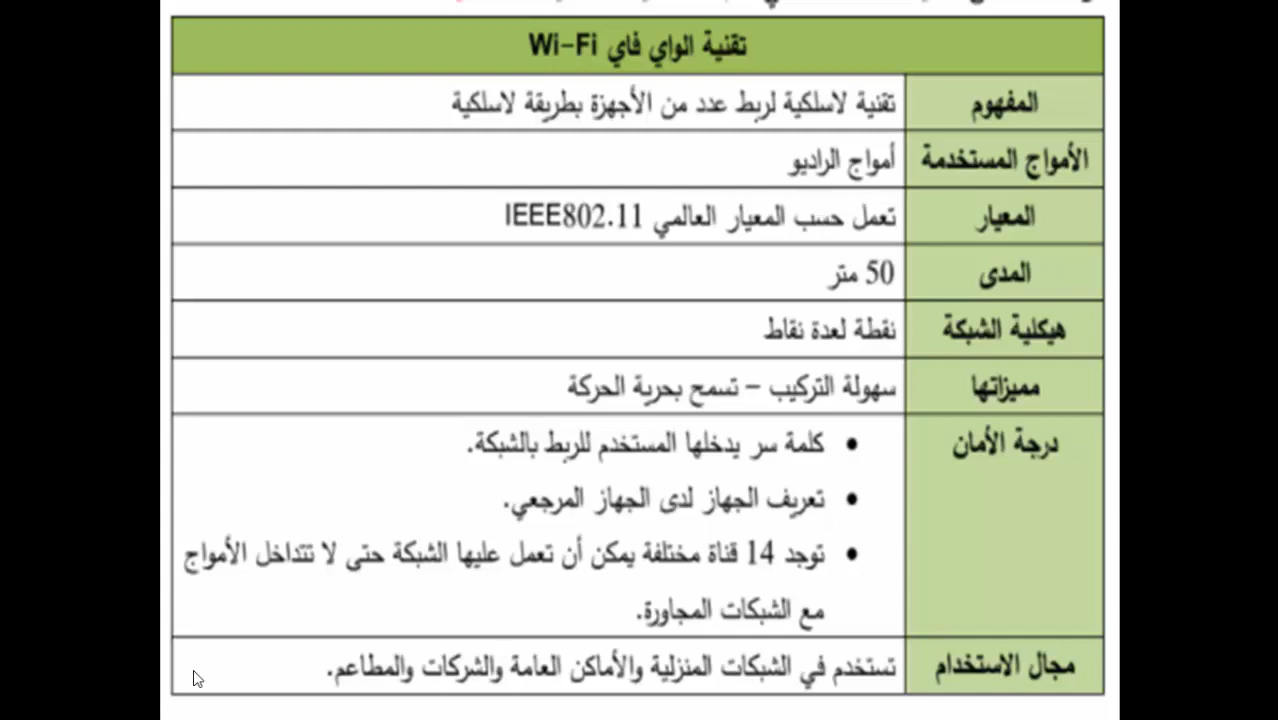 تقنية الواي فاي Wi-Fi
المفهوم تقنية لاسلكية لربط عدد من الأجهزة بطريقة لاسلكية
الأمواج المستخدمة أمواج الراديو
المعيار تعمل حسب المعيار العالمي IEEE802.11
المدى 50 متر
هيكلية الشبكة نقطة لعدة نقاط
مميزاتها سهولة التركيب – تسمح بحرية الحركة
درجة الأمان • كلمة سر يدخلها المستخدم للربط بالشبكة.
• تعريف الجهاز لدى الجهاز المرجعي.
• توجد 14 قناة مختلفة يمكن أن تعمل عليها الشبكة حتى لا تتداخل الأمواج
مع الشبكات المجاورة.
مجال الاستخدام تستخدم في الشبكات المنزلية والأماكن العامة والشركات والمطاعم.